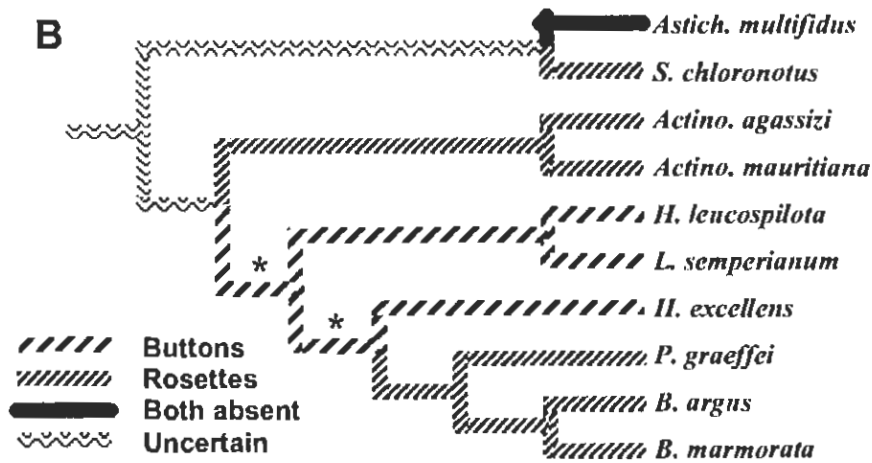 B
Astich. multifidus
S. chloronotus
Actino. agassizi
Actino. mauritiana
H. leucospilota
*
L. semperianum
*
H. excellens
Buttons
P. graeffei
Rosettes
Both absent
B. argus
Uncertain
B. marmorata